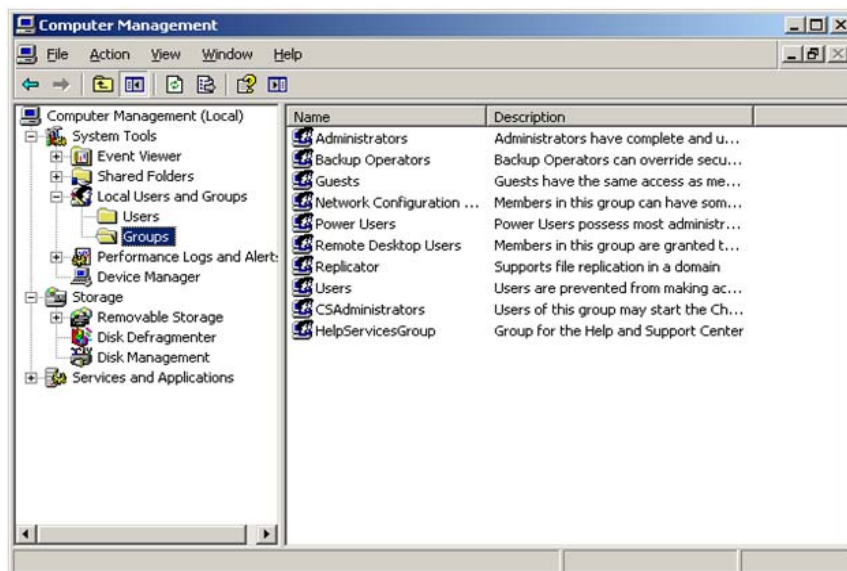 Computer Management
File Action View Window Help
Computer Management (Local)
System Tools
Event Viewer
Shared Folders
Local Users and Groups
Users
Groups
Performance Logs and Alert
Device Manager
Storage
Removable Storage
Disk Defragmenter
Disk Management
Services and Applications
Name Description
Administrators Administrators have complete and u...
Backup Operators Backup Operators can override secu...
Guests Guests have the same access as me...
Network Configuration ... Members in this group can have som...
Power Users Power Users possess most administr...
Remote Desktop Users Members in this group are granted t...
Replicator Supports file replication in a domain
Users Users are prevented from making ac...
CSAdministrators Users of this group may start the Ch...
HelpServicesGroup Group for the Help and Support Center